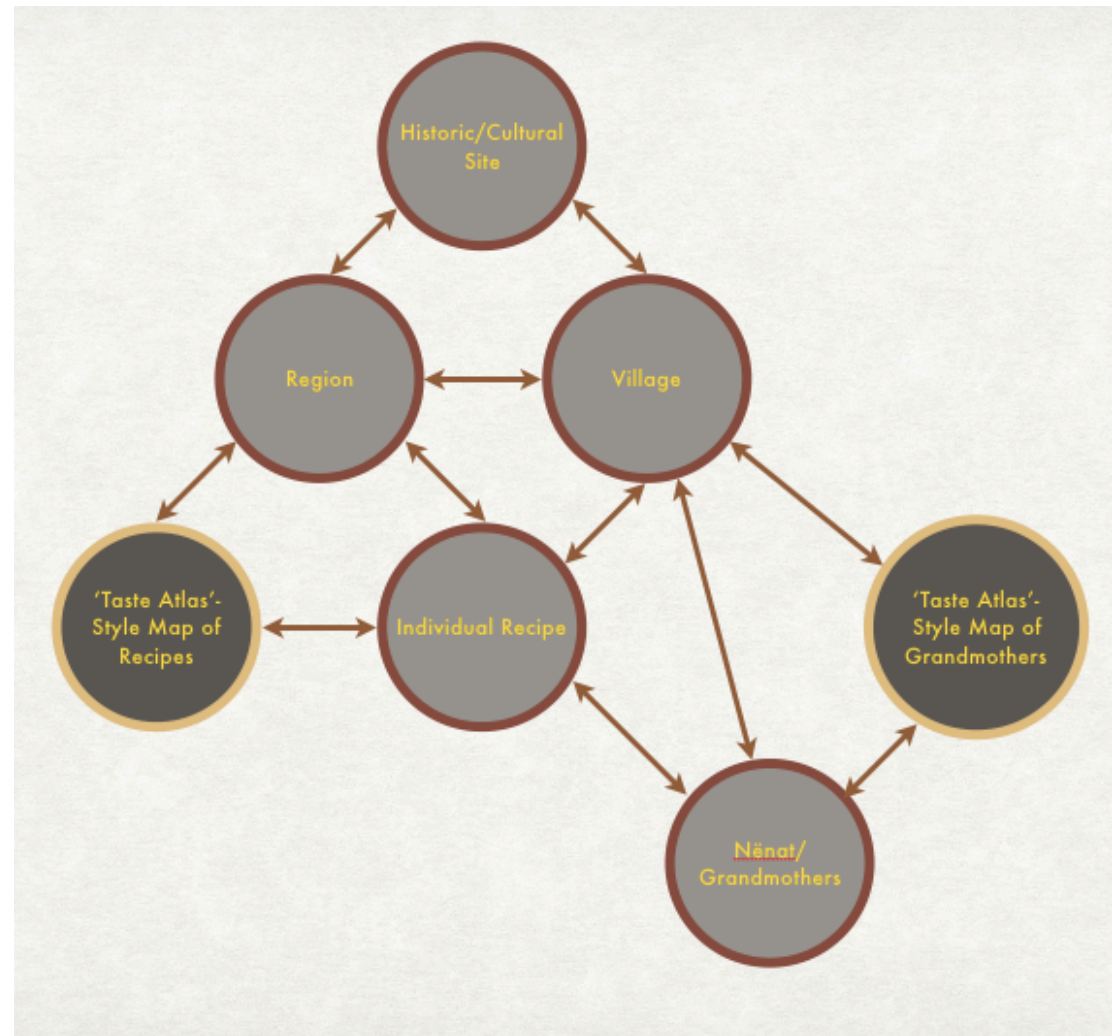 Historic/Cultural
Site
Region
Village
‘Taste Atlas’-
Style Map of
Recipes
Individual Recipe
‘Taste Atlas’-
Style Map of
Grandmothers
Nënat/
Grandmothers